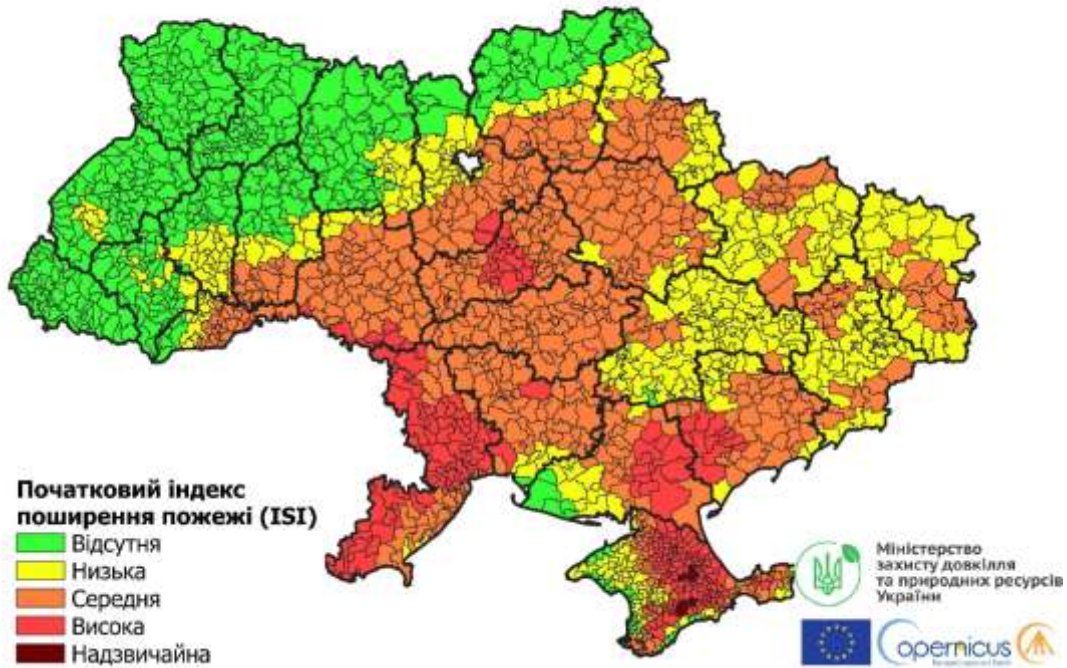 Початковий індекс
поширення пожежі (ISI)
Відсутня
Низька
Середня
Висока
Надзвичайна
Міністерство
захисту довкілля
та природних ресурсів
України
opernicus